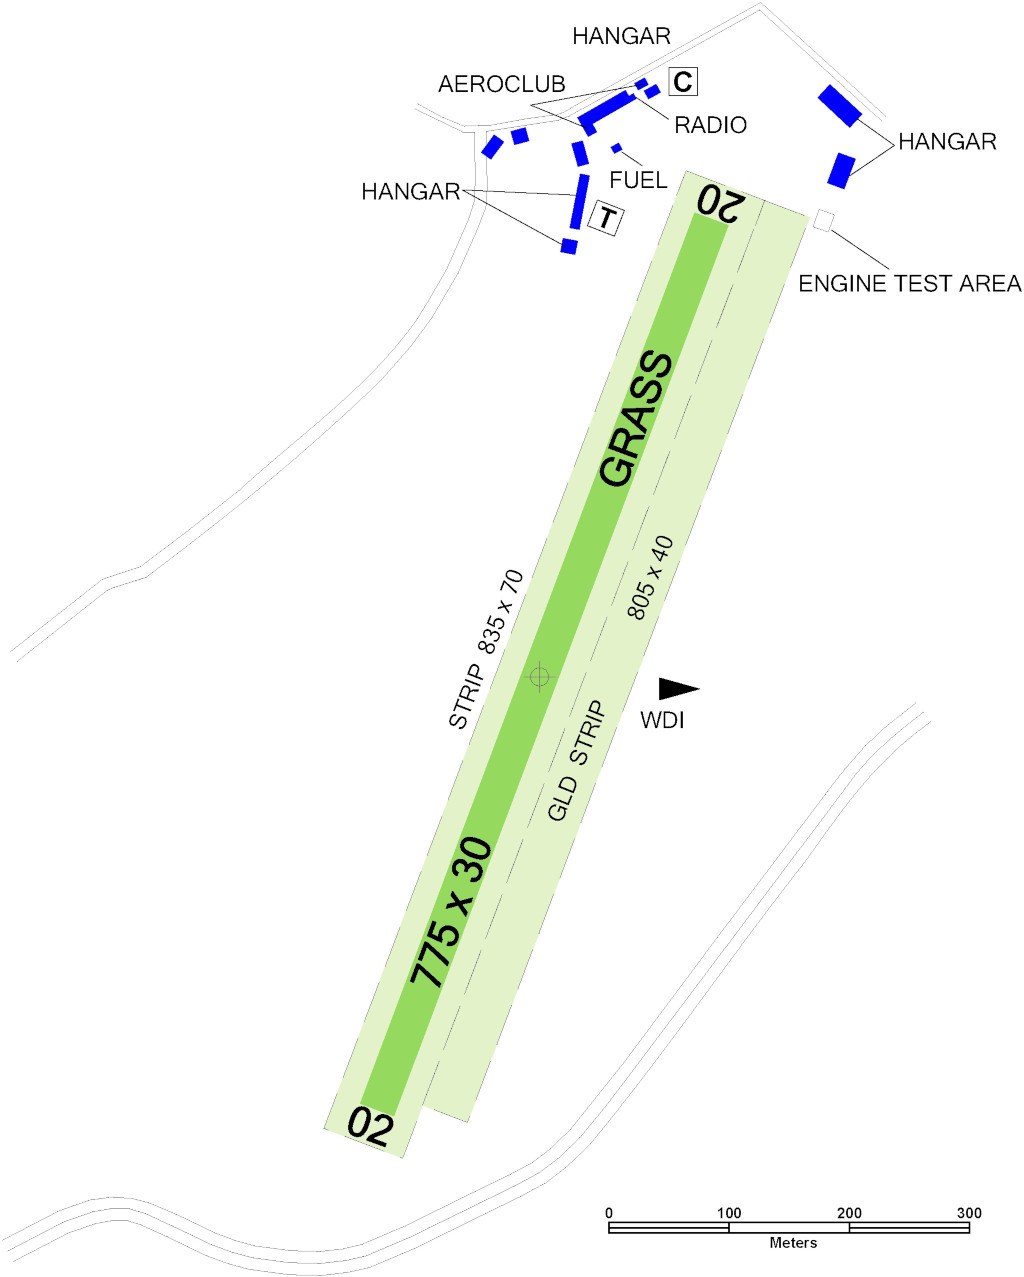 HANGAR
AEROCLUB
C
RADIO
HANGAR
FUEL
HANGAR
T
20
ENGINE TEST AREA
GRASS
805 x 40
STRIP 835 x 70
WDI
GLD STRIP
775 x 30
02
0 100 200 300
Meters